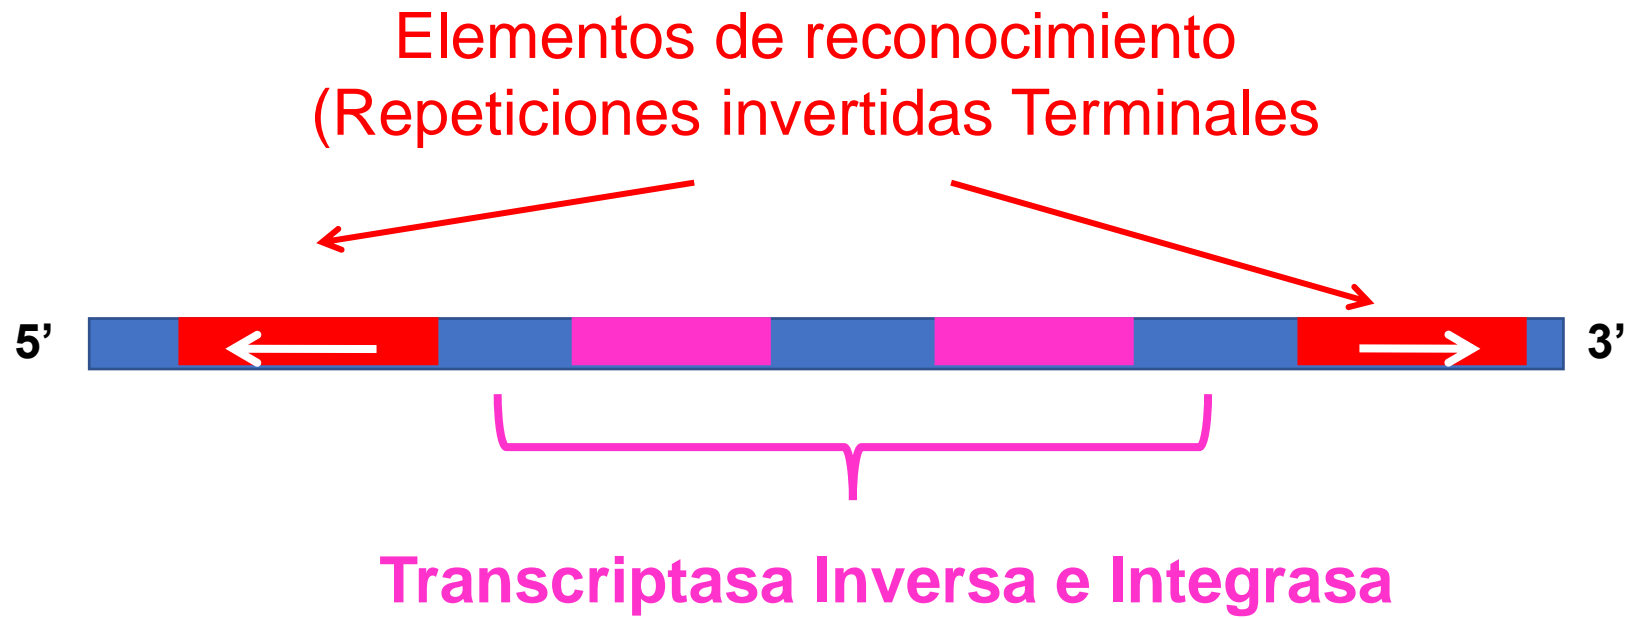 Elementos de reconocimiento
(Repeticiones invertidas Terminales
5’
3’
Transcriptasa Inversa e Integrasa